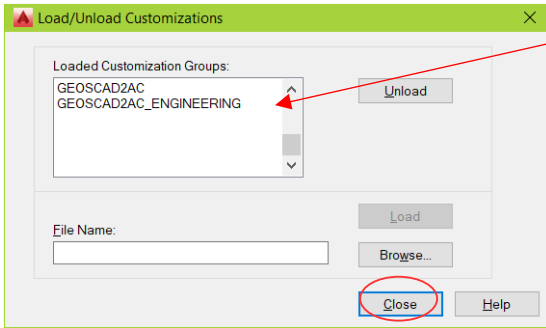 Load/Unload Customizations
Loaded Customization Groups:
GEOSCAD2AC
GEOSCAD2AC_ENGINEERING
Unload
Load
File Name:
Browse...
Close
Help